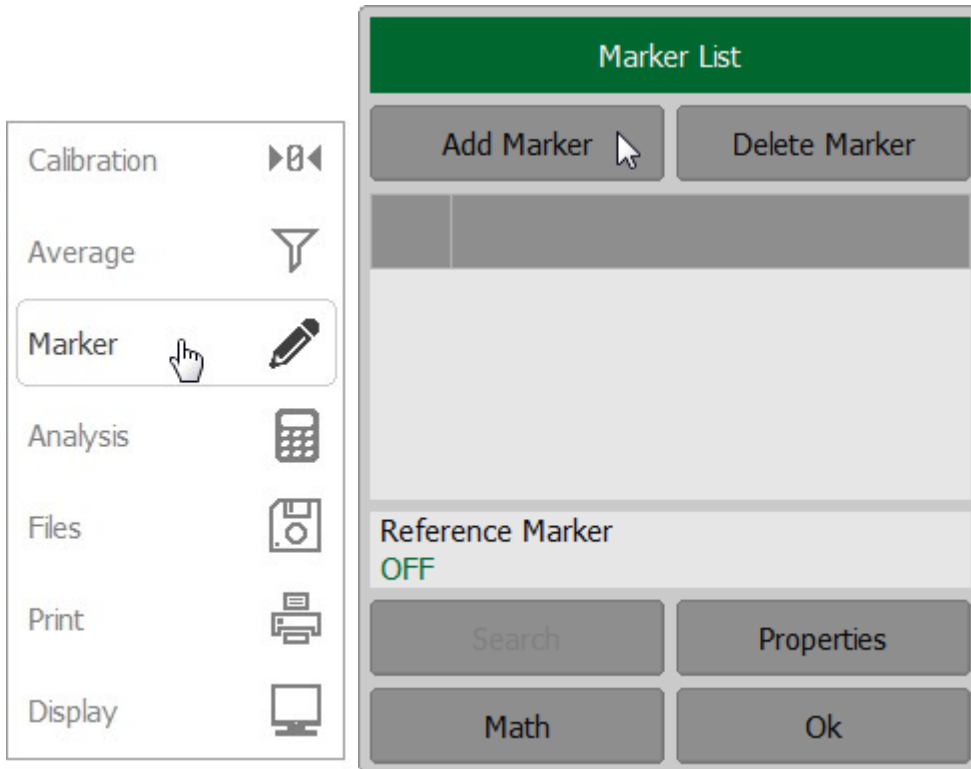 Calibration
Average
Marker
Analysis
Files
Print
Display
Marker List
Add Marker
Delete Marker
Reference Marker
OFF
Search
Properties
Math
Ok